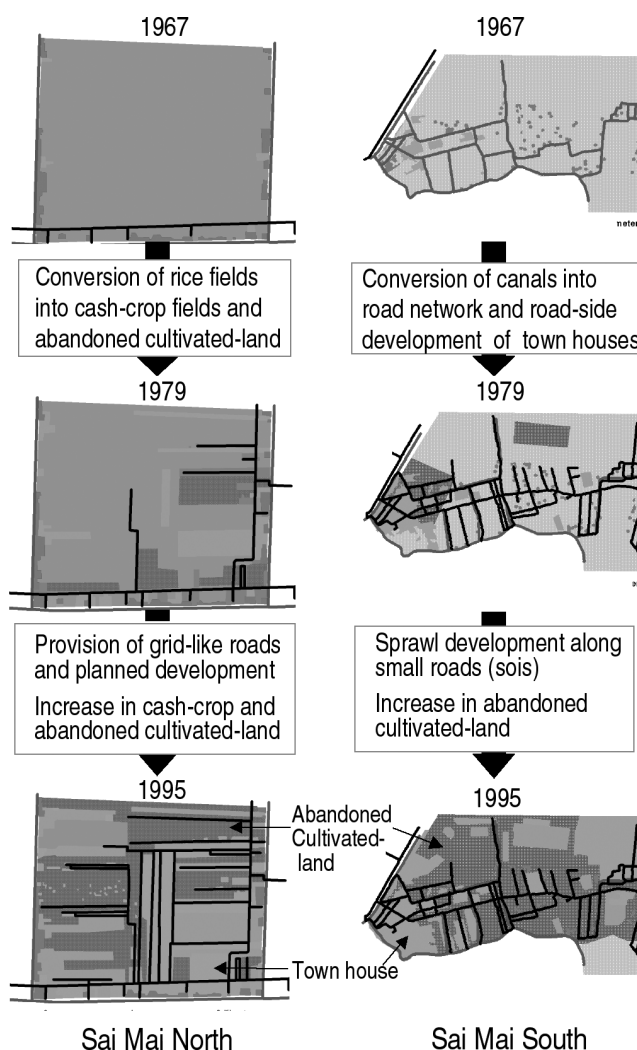 1967
1967
neter
Conversion of rice fields
into cash-crop fields and
abandoned cultivated-land
Conversion of canals into
road network and road-side
development of town houses
1979
1979
Provision of grid-like roads
and planned development
Increase in cash-crop and
abandoned cultivated-land
Sprawl development along
small roads (sois)
Increase in abandoned
cultivated-land
1995
1995
Abandoned
Cultivated-
land
Town house
Sai Mai North
Sai Mai South